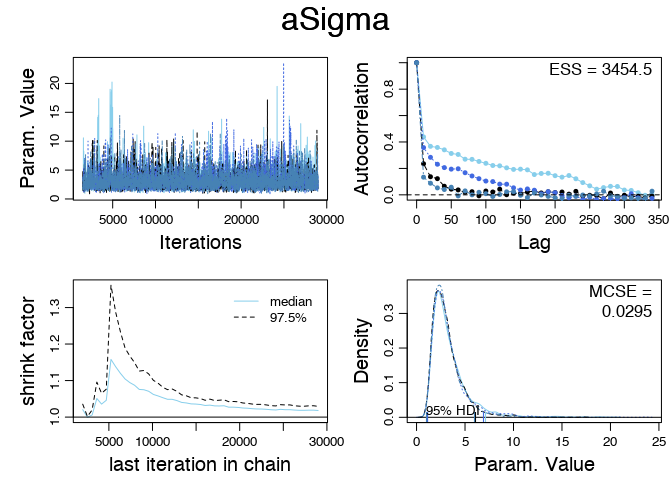 aSigma
Param. Value
0 5 10 15 20
5000 10000 20000 30000
Iterations
Autocorrelation
0.0 0.4 0.8
ESS = 3454.5
0 50 100 150 200 250 300 350
Lag
shrink factor
1.0 1.1 1.2 1.3
median
97.5%
5000 10000 20000 30000
last iteration in chain
Density
0.0 0.1 0.2 0.3
MCSE =
0.0295
95% HDI
0 5 10 15 20 25
Param. Value